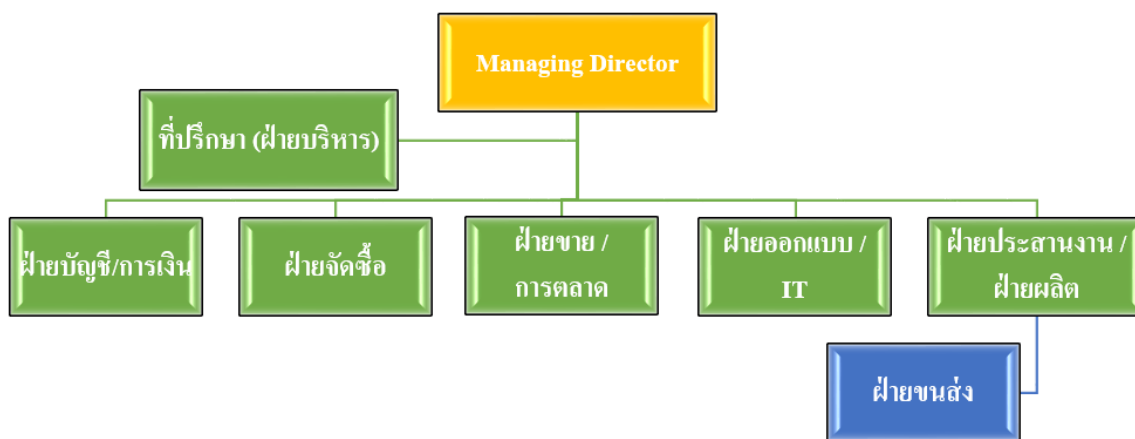 Managing Director
ที่ปรึกษา (ฝ่ายบริหาร)
ฝ่ายบัญชี/การเงิน
ฝ่ายจัดซื้อ
ฝ่ายขาย /
การตลาด
ฝ่ายออกแบบ /
IT
ฝ่ายประสานงาน /
ฝ่ายผลิต
ฝ่ายขนส่ง